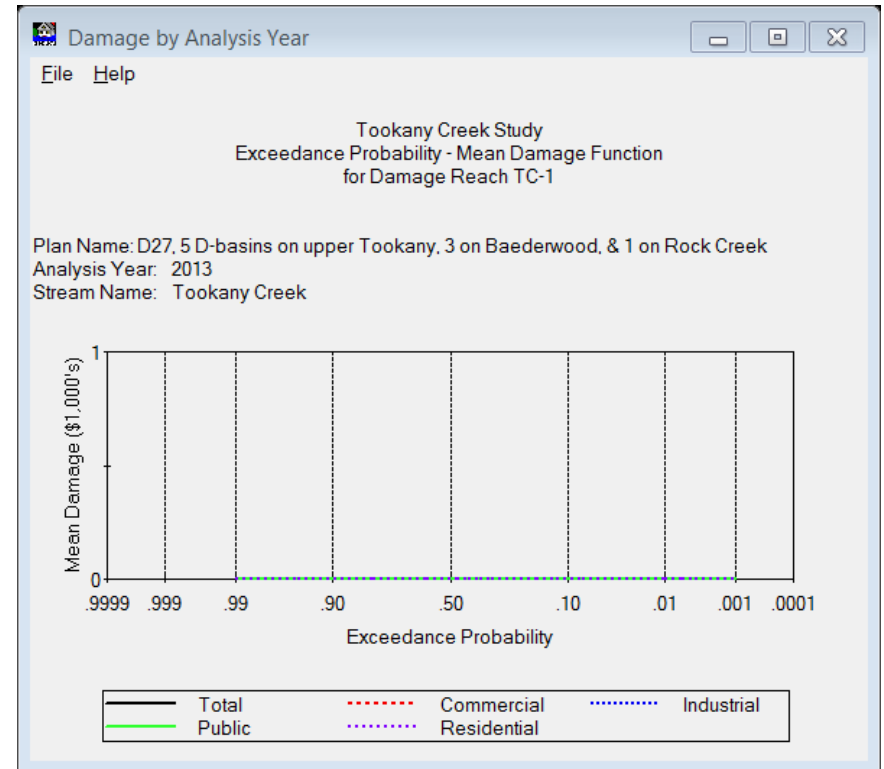 Damage by Analysis Year
File Help
Tookany Creek Study
Exceedance Probability - Mean Damage Function
for Damage Reach TC-1
Plan Name: D27, 5 D-basins on upper Tookany, 3 on Baederwood, & 1 on Rock Creek
Analysis Year: 2013
Stream Name: Tookany Creek
Mean Damage ($1,000's)
1
0
.9999 .999 .99 .90 .50 .10 .01 .001 .0001
Exceedance Probability
Total Commercial Industrial
Public Residential